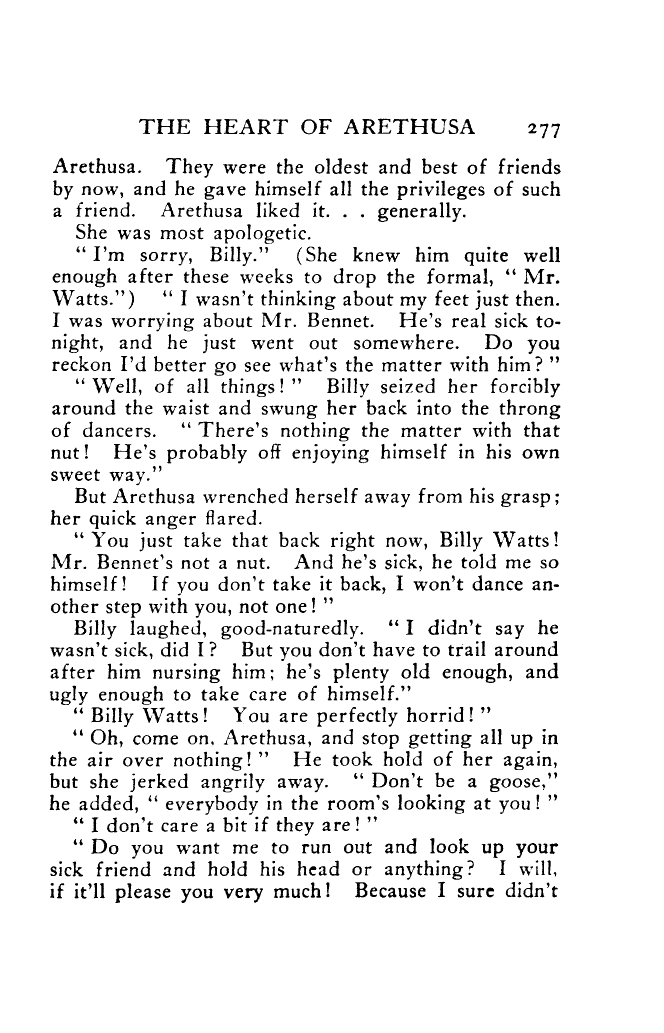 THE HEART OF ARETHUSA 277
Arethusa. They were the oldest and best of friends
by now, and he gave himself all the privileges of such
a friend. Arethusa liked it. . . generally.
She was most apologetic.
" I'm sorry, Billy." (She knew him quite well
enough after these weeks to drop the formal, " Mr.
Watts.") " I wasn't thinking about my feet just then.
I was worrying about Mr. Bennet. He's real sick to-
night, and he just went out somewhere. Do you
reckon I'd better go see what's the matter with him? "
" Well, of all things! " Billy seized her forcibly
around the waist and swung her back into the throng
of dancers. " There's nothing the matter with that
nut! He's probably off enjoying himself in his own
sweet way."
But Arethusa wrenched herself away from his grasp;
her quick anger flared.
" You just take that back right now, Billy Watts!
Mr. Bennet's not a nut. And he's sick, he told me so
himself! If you don't take it back, I won't dance an-
other step with you, not one! "
Billy laughed, good-naturedly. " I didn't say he
wasn't sick, did I? But you don't have to trail around
after him nursing him; he's plenty old enough, and
ugly enough to take care of himself."
" Billy Watts! You are perfectly horrid! "
" Oh, come on, Arethusa, and stop getting all up in
the air over nothing! " He took hold of her again,
but she jerked angrily away. " Don't be a goose,"
he added, " everybody in the room's looking at you! "
" I don't care a bit if they are! "
" Do you want me to run out and look up your
sick friend and hold his head or anything? I will,
if it'll please you very much! Because I sure didn't